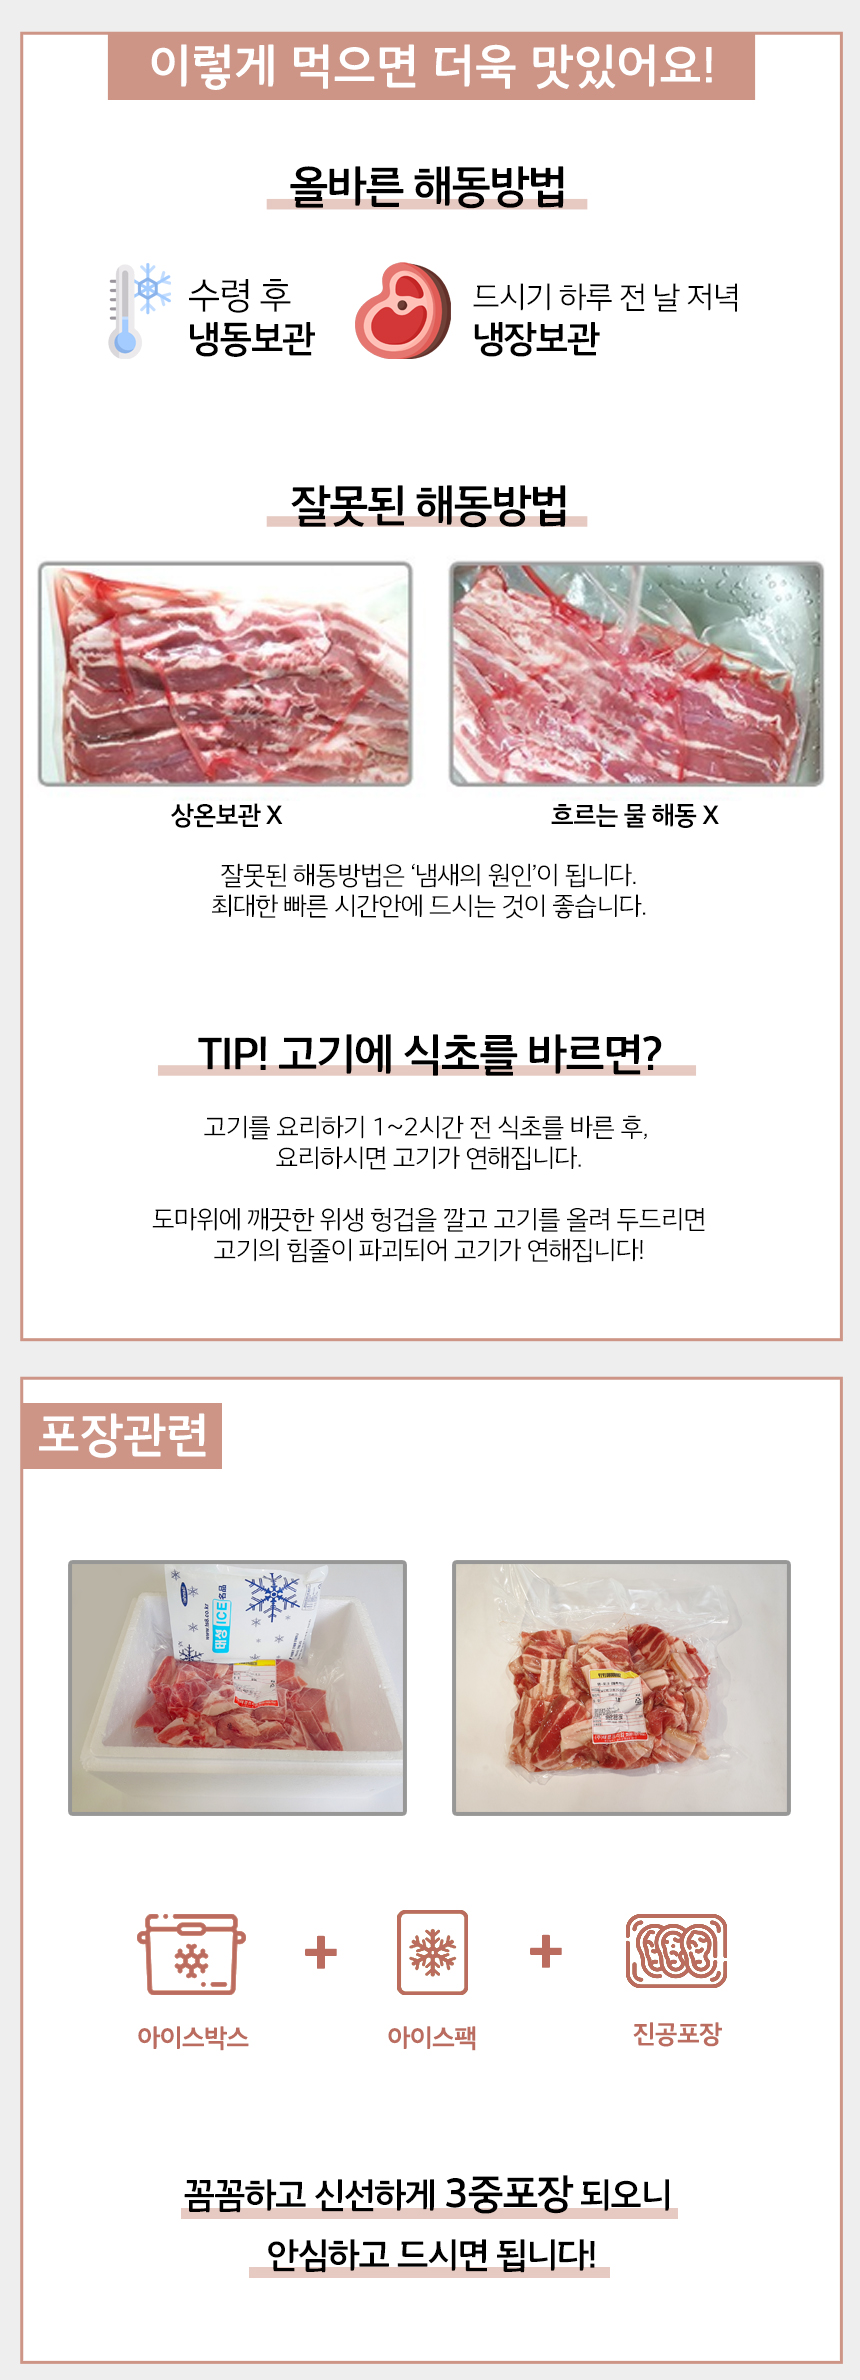 이렇게 먹으면 더욱 맛있어요!
올바른 해동방법
수령 후
냉동보관
드시기 하루 전 날 저녁
냉장보관
잘못된 해동방법
상온보관 X
흐르는 물 해동 X
잘못된 해동방법은 ‘냄새의 원인’이 됩니다.
최대한 빠른 시간안에 드시는 것이 좋습니다.
TIP! 고기에 식초를 바르면?
고기를 요리하기 1~2시간 전 식초를 바른 후,
요리하시면 고기가 연해집니다.
도마위에 깨끗한 위생 헝겁을 깔고 고기를 올려 두드리면
고기의 힘줄이 파괴되어 고기가 연해집니다!
포장관련
ICE
아이스박스
+
아이스팩
+
진공포장
꼼꼼하고 신선하게 3중포장 되오니
안심하고 드시면 됩니다!